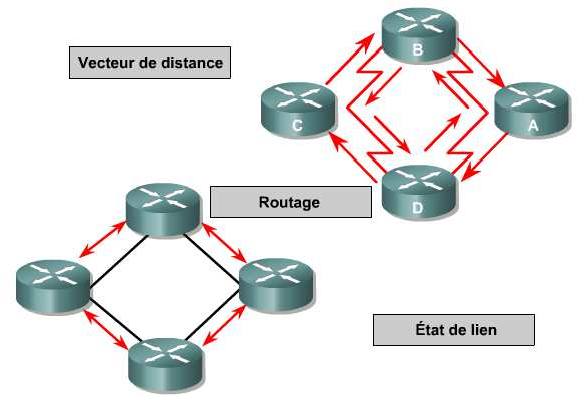 B
Vecteur de distance
C
A
D
Routage
État de lien